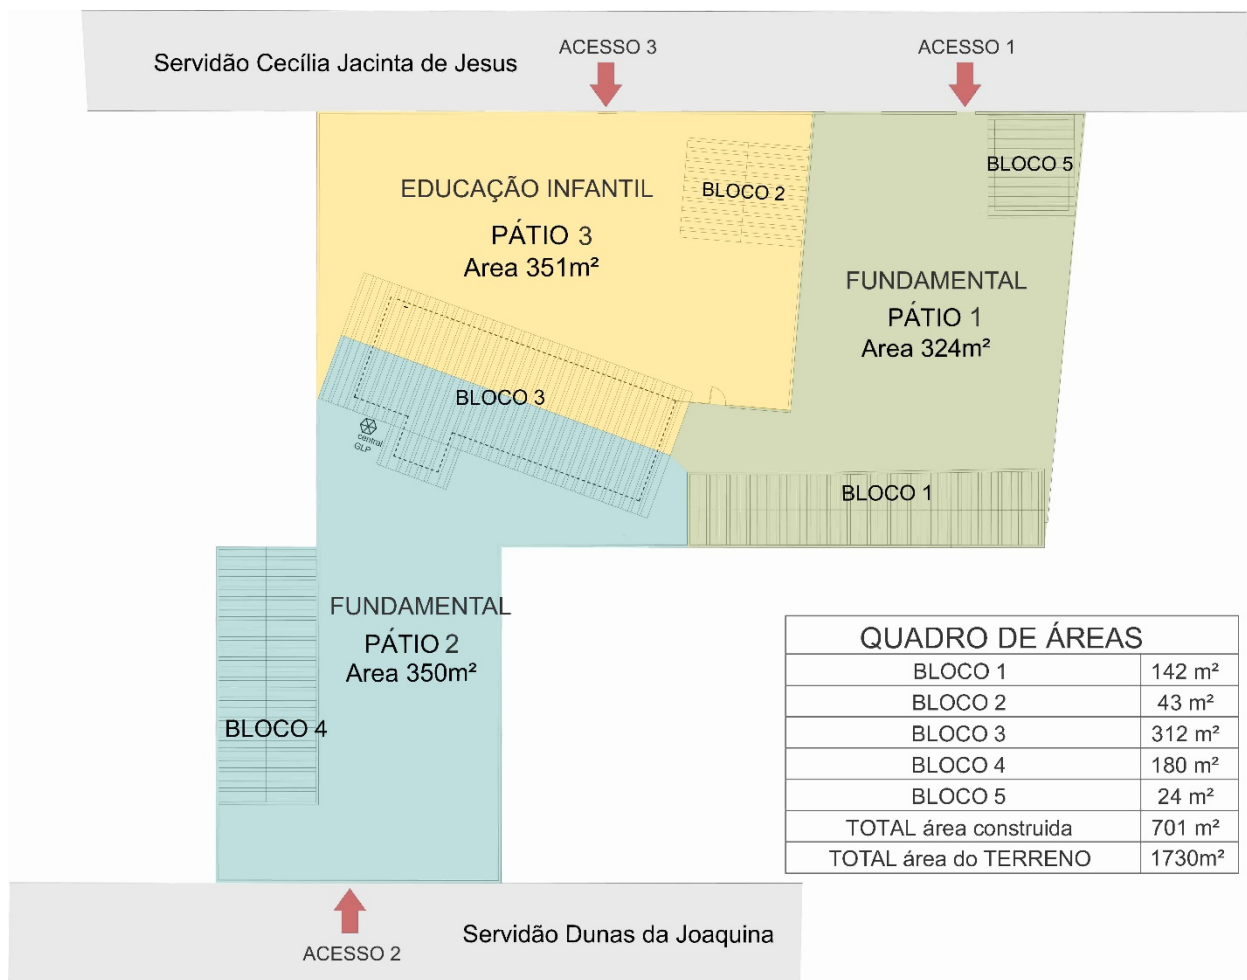 ACESSO 3
ACESSO 1
Servidão Cecília Jacinta de Jesus
BLOCO 5
EDUCAÇÃO INFANTIL
BLOCO 2
PÁTIO 3
Area 351m²
FUNDAMENTAL
PÁTIO 1
Area 324m²
BLOCO 3
central
GLP
BLOCO 1
FUNDAMENTAL
PÁTIO 2
Area 350m²
BLOCO 4
QUADRO DE ÁREAS
BLOCO 1 142 m²
BLOCO 2 43 m²
BLOCO 3 312 m²
BLOCO 4 180 m²
BLOCO 5 24 m²
TOTAL área construida 701 m²
TOTAL área do TERRENO 1730m²
Servidão Dunas da Joaquina
ACESSO 2